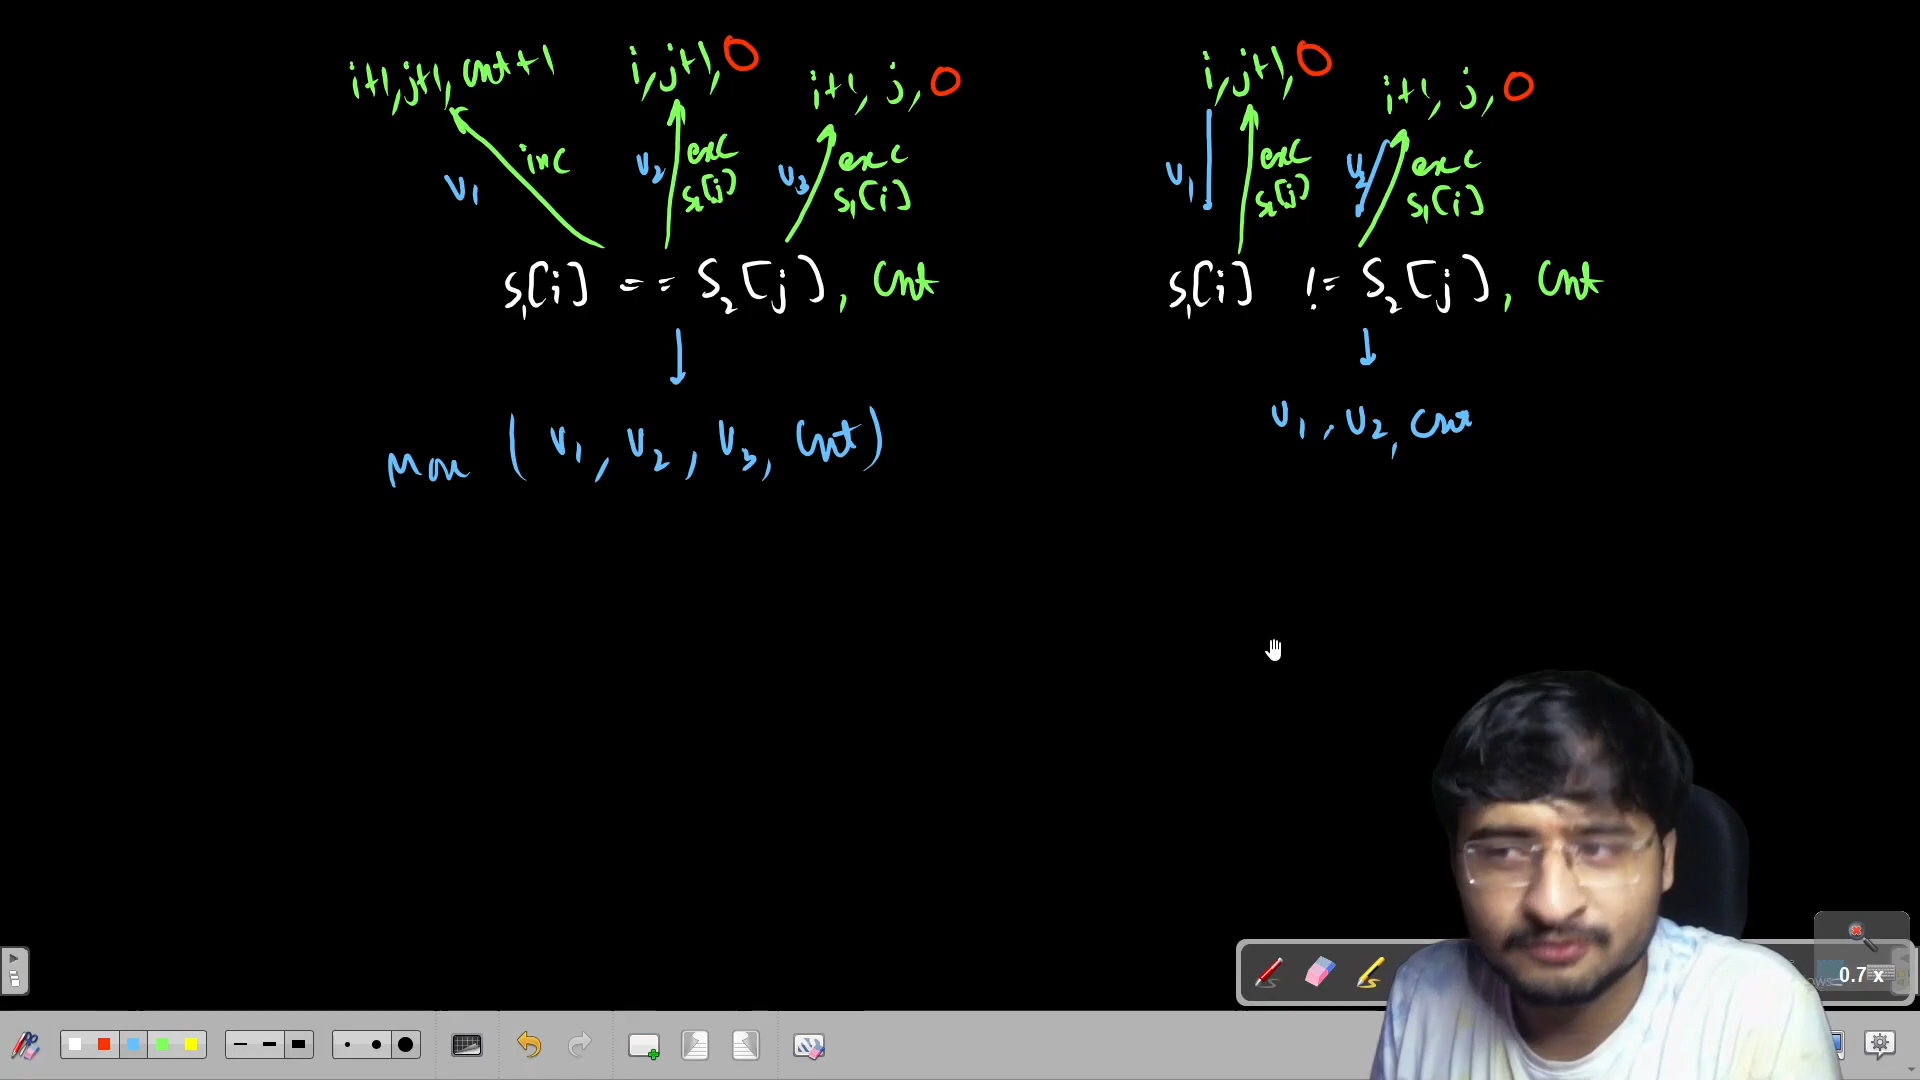 i+1, j+1, cnt+1
i, j+1, 0
i+1, j, 0
inc
v1
v2
exc
s2[j]
v3
exc
s1[i]
s1[i] == s2[j], cnt
max (v1, v2, v3, cnt)
i, j+1, 0
i+1, j, 0
v1
exc
s2[j]
v2
exc
s1[i]
s1[i] != s2[j], cnt
v1, v2, cnt
0.7 x